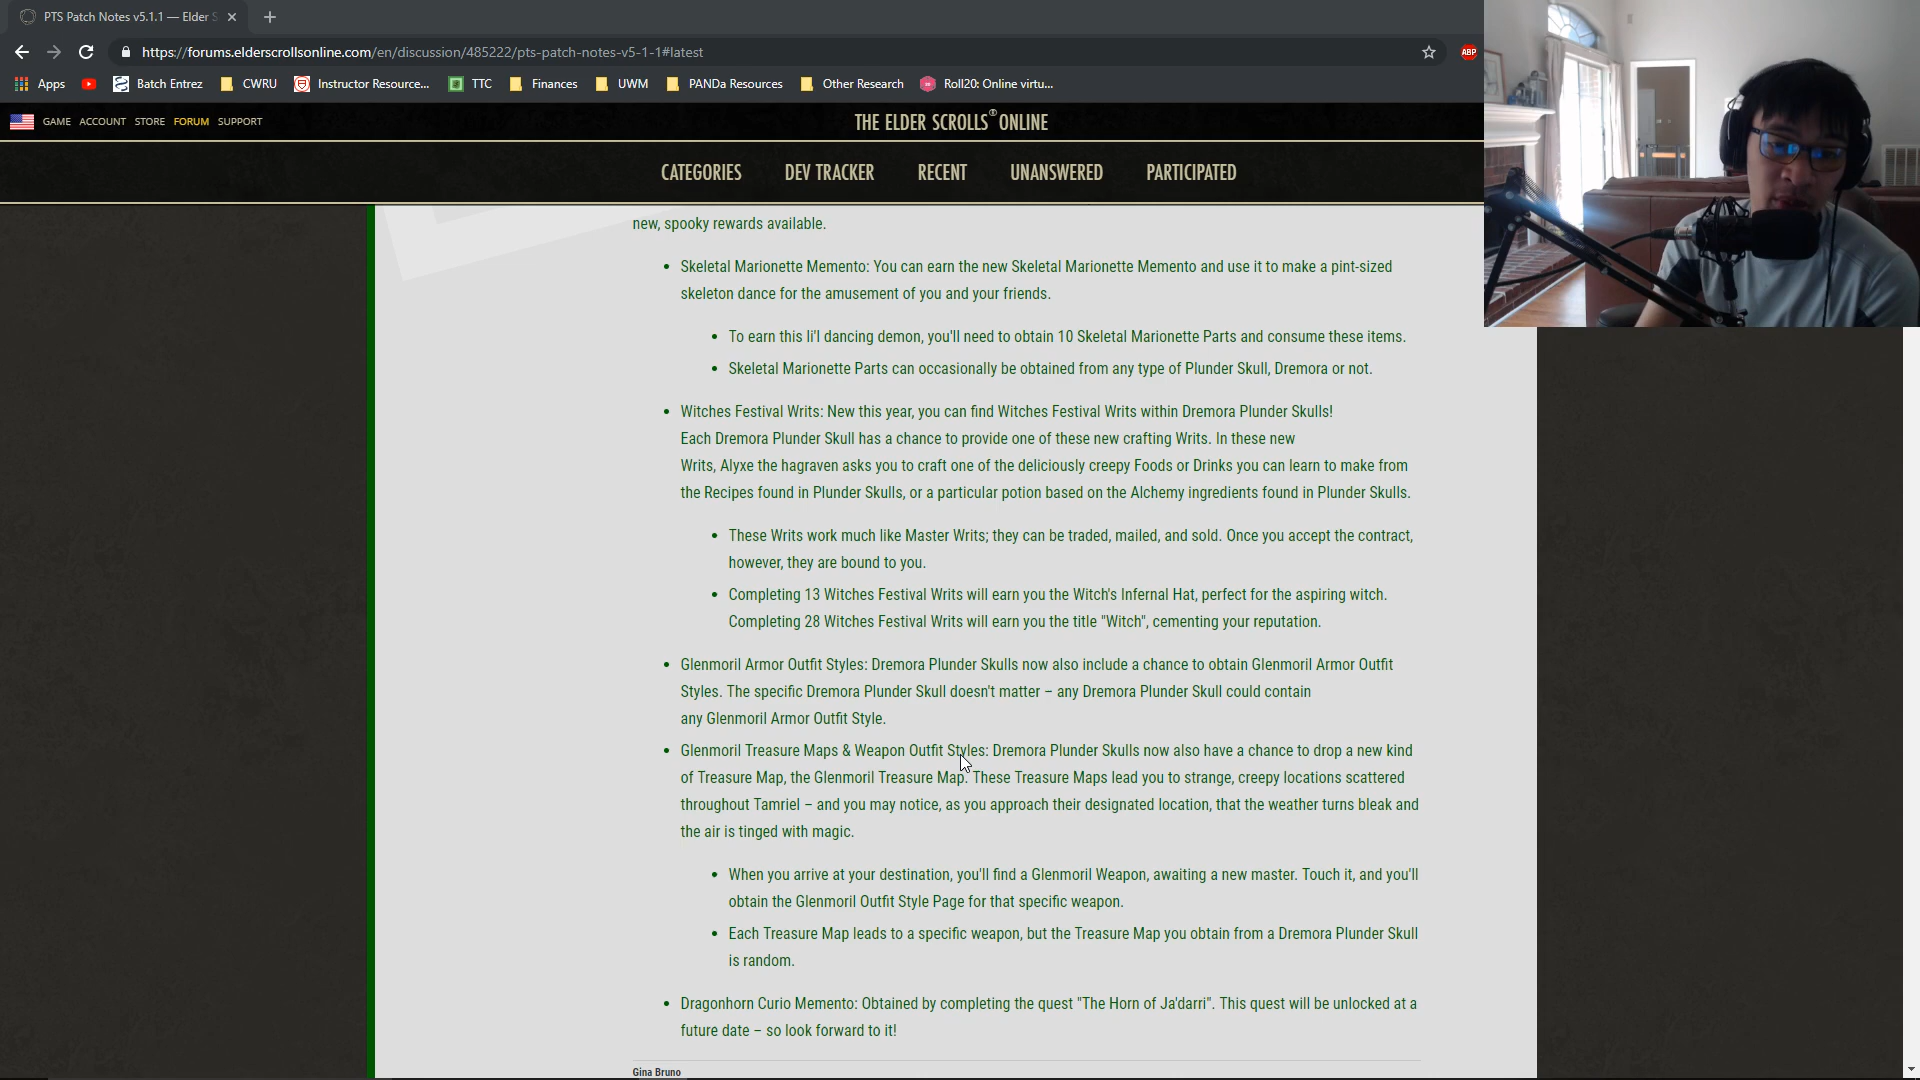 PTS Patch Notes v5.1.1 — Elder S
https://forums.elderscrollsonline.com/en/discussion/485222/pts-patch-notes-v5-1-1#latest
ABP
Apps Batch Entrez CWRU Instructor Resource... TTC Finances UWM PANDa Resources Other Research Roll20: Online virtu...
GAME ACCOUNT STORE FORUM SUPPORT
THE ELDER SCROLLS® ONLINE
CATEGORIES DEV TRACKER RECENT UNANSWERED PARTICIPATED
new, spooky rewards available.
• Skeletal Marionette Memento: You can earn the new Skeletal Marionette Memento and use it to make a pint-sized
skeleton dance for the amusement of you and your friends.
• To earn this li'l dancing demon, you'll need to obtain 10 Skeletal Marionette Parts and consume these items.
• Skeletal Marionette Parts can occasionally be obtained from any type of Plunder Skull, Dremora or not.
• Witches Festival Writs: New this year, you can find Witches Festival Writs within Dremora Plunder Skulls!
Each Dremora Plunder Skull has a chance to provide one of these new crafting Writs. In these new
Writs, Alyxe the hagraven asks you to craft one of the deliciously creepy Foods or Drinks you can learn to make from
the Recipes found in Plunder Skulls, or a particular potion based on the Alchemy ingredients found in Plunder Skulls.
• These Writs work much like Master Writs; they can be traded, mailed, and sold. Once you accept the contract,
however, they are bound to you.
• Completing 13 Witches Festival Writs will earn you the Witch's Infernal Hat, perfect for the aspiring witch.
Completing 28 Witches Festival Writs will earn you the title "Witch", cementing your reputation.
• Glenmoril Armor Outfit Styles: Dremora Plunder Skulls now also include a chance to obtain Glenmoril Armor Outfit
Styles. The specific Dremora Plunder Skull doesn't matter – any Dremora Plunder Skull could contain
any Glenmoril Armor Outfit Style.
• Glenmoril Treasure Maps & Weapon Outfit Styles: Dremora Plunder Skulls now also have a chance to drop a new kind
of Treasure Map, the Glenmoril Treasure Map. These Treasure Maps lead you to strange, creepy locations scattered
throughout Tamriel – and you may notice, as you approach their designated location, that the weather turns bleak and
the air is tinged with magic.
• When you arrive at your destination, you'll find a Glenmoril Weapon, awaiting a new master. Touch it, and you'll
obtain the Glenmoril Outfit Style Page for that specific weapon.
• Each Treasure Map leads to a specific weapon, but the Treasure Map you obtain from a Dremora Plunder Skull
is random.
• Dragonhorn Curio Memento: Obtained by completing the quest "The Horn of Ja'darri". This quest will be unlocked at a
future date – so look forward to it!
Gina Bruno